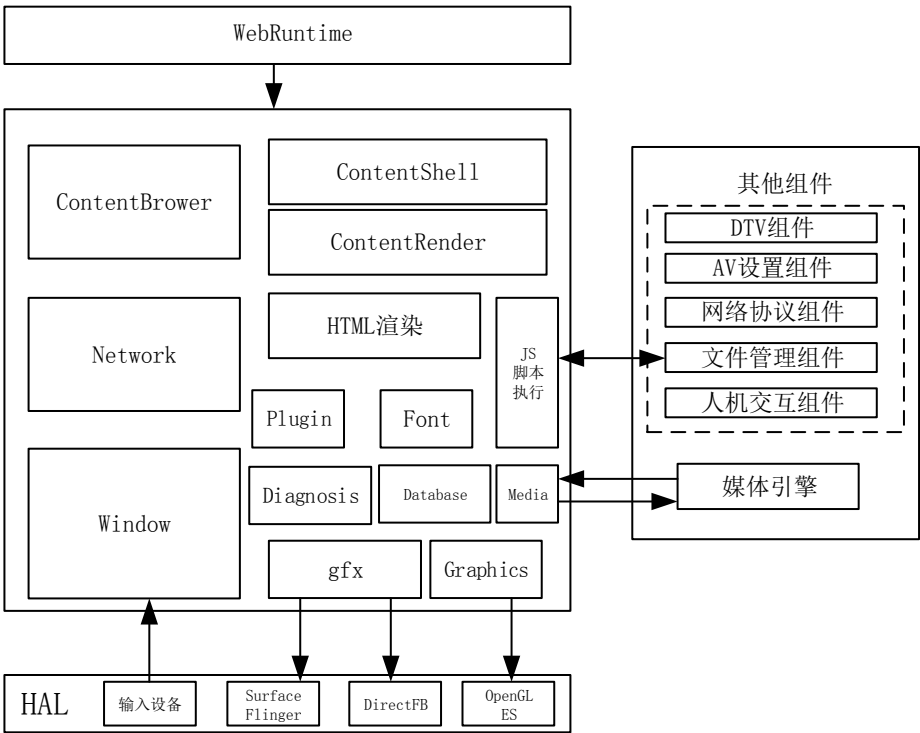 WebRuntime
ContentBrower
ContentShell
ContentRender
Network
HTML渲染
JS
脚本
执行
Plugin
Font
Window
Diagnosis
Database
Media
gfx
Graphics
其他组件
DTV组件
AV设置组件
网络协议组件
文件管理组件
人机交互组件
媒体引擎
HAL
输入设备
Surface
Flinger
DirectFB
OpenGL
ES